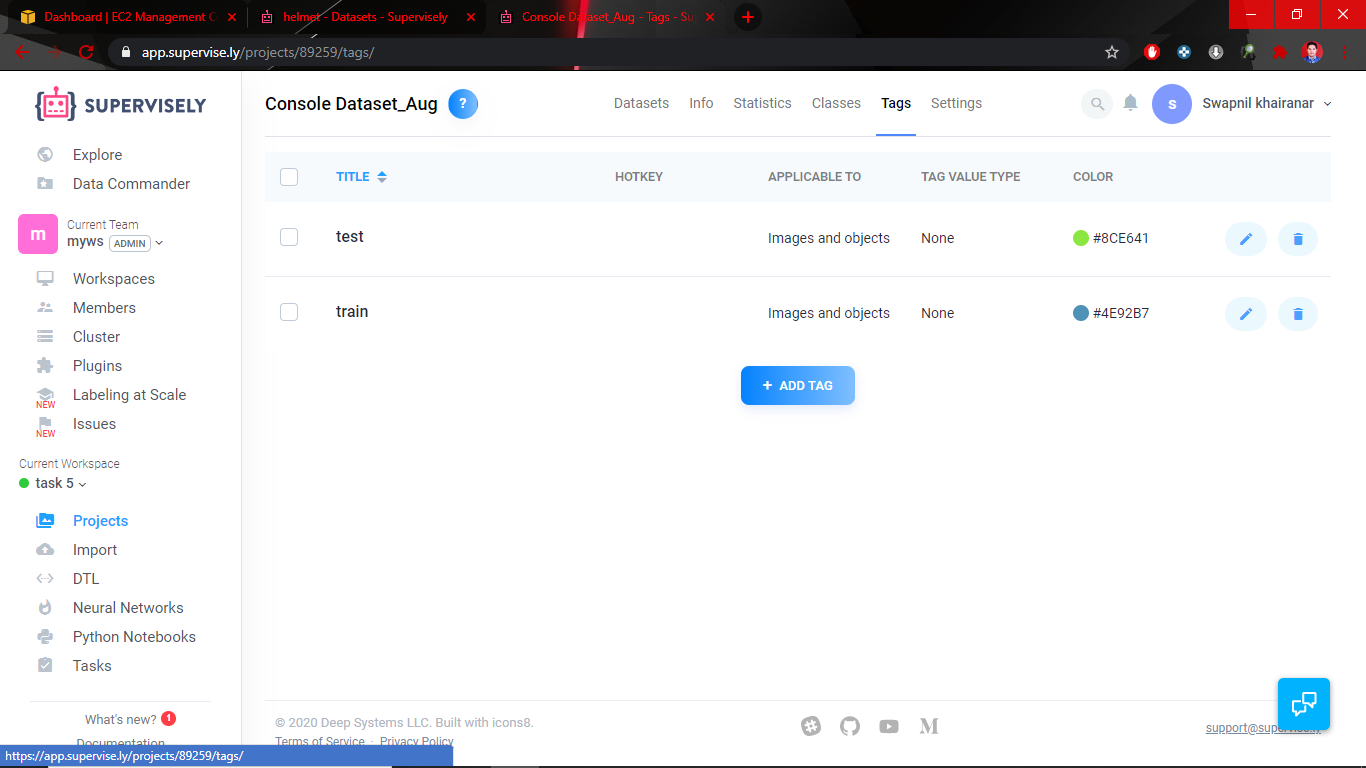 Dashboard | EC2 Management C
helmet - Datasets - Supervisely
Console Dataset_Aug - Tags - Su
app.supervise.ly/projects/89259/tags/
SUPERVISELY
Console Dataset_Aug
?
Datasets
Info
Statistics
Classes
Tags
Settings
s
Swapnil khairanar
Explore
Data Commander
m
Current Team
myws ADMIN
Workspaces
Members
Cluster
Plugins
Labeling at Scale
NEW
Issues
NEW
Current Workspace
task 5
Projects
Import
DTL
Neural Networks
Python Notebooks
Tasks
What's new? 1
Documentation
TITLE HOTKEY APPLICABLE TO TAG VALUE TYPE COLOR
test Images and objects None #8CE641
train Images and objects None #4E92B7
+ ADD TAG
© 2020 Deep Systems LLC. Built with icons8.
Terms of Service · Privacy Policy
M
support@supervise.ly
https://app.supervise.ly/projects/89259/tags/